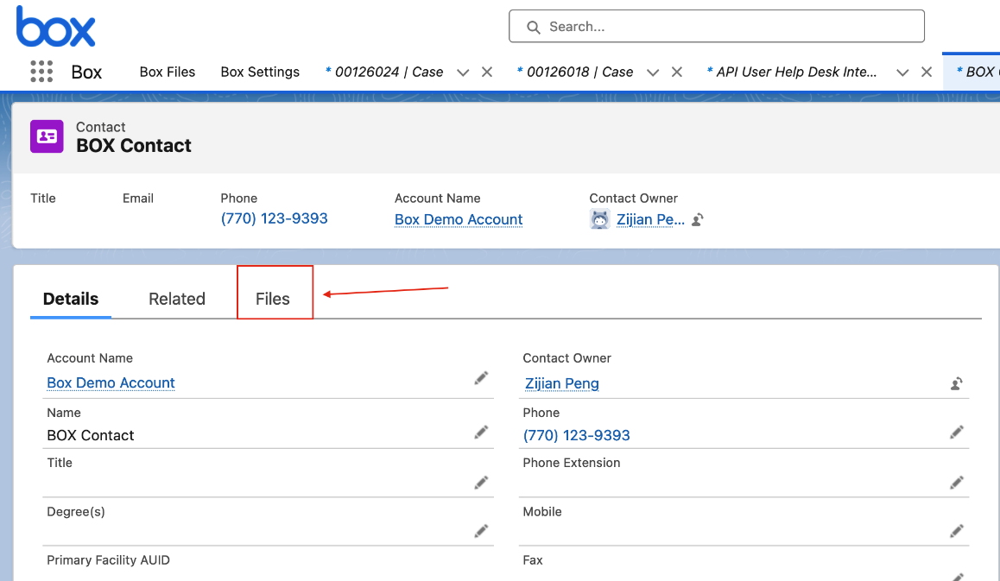 box
Search...
Box Box Files Box Settings * 00126024 | Case * 00126018 | Case * API User Help Desk Inte... * BOX
Contact
BOX Contact
Title Email Phone Account Name Contact Owner
(770) 123-9393 Box Demo Account Zijian Pe...
Details Related Files
Account Name Contact Owner
Box Demo Account Zijian Peng
Name Phone
BOX Contact (770) 123-9393
Title Phone Extension
Degree(s) Mobile
Primary Facility AUID Fax